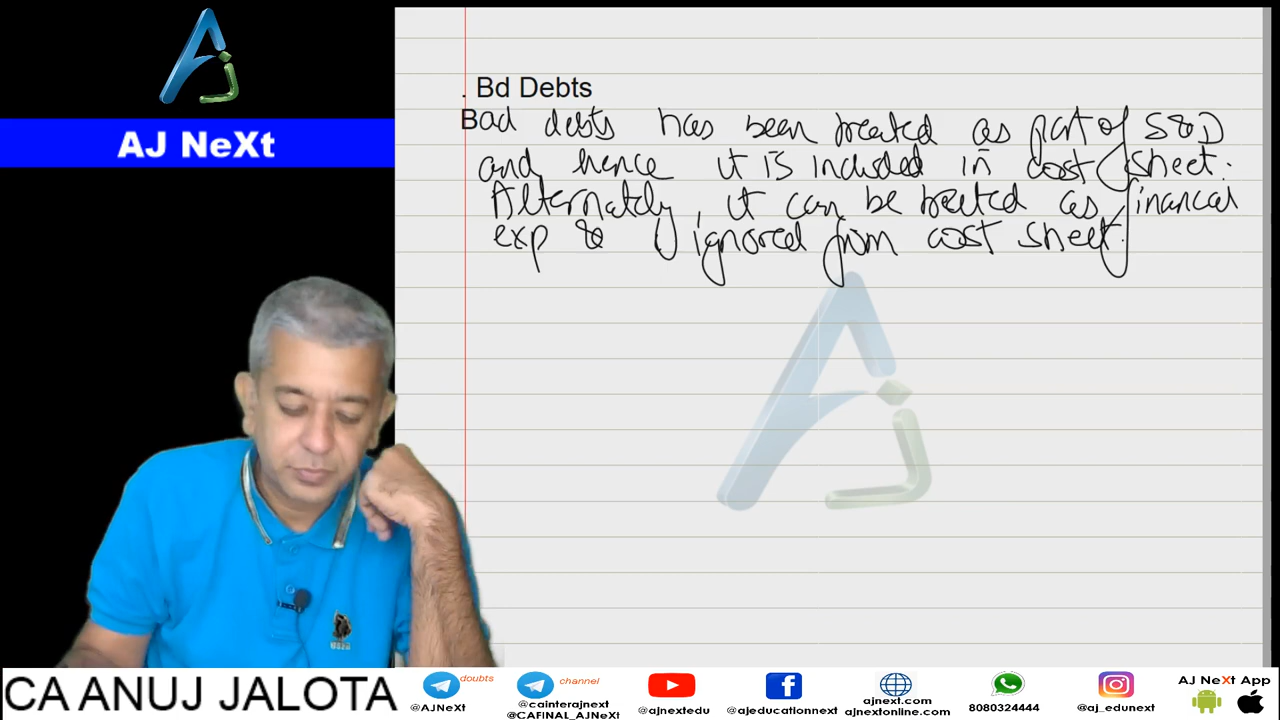 AJ NeXt
. Bd Debts
Bad debts has been treated as part of S&D
and hence it is included in cost sheet.
Alternately, it can be treated as financial
exp & ignored from cost sheet.
CA ANUJ JALOTA
doubts
@AJNeXt
channel
@cainterajnext
@CAFINAL_AJNeXt
@ajnextedu
@ajeducationnext
ajnext.com
ajnextonline.com
8080324444
@aj_edunext
AJ NeXt App